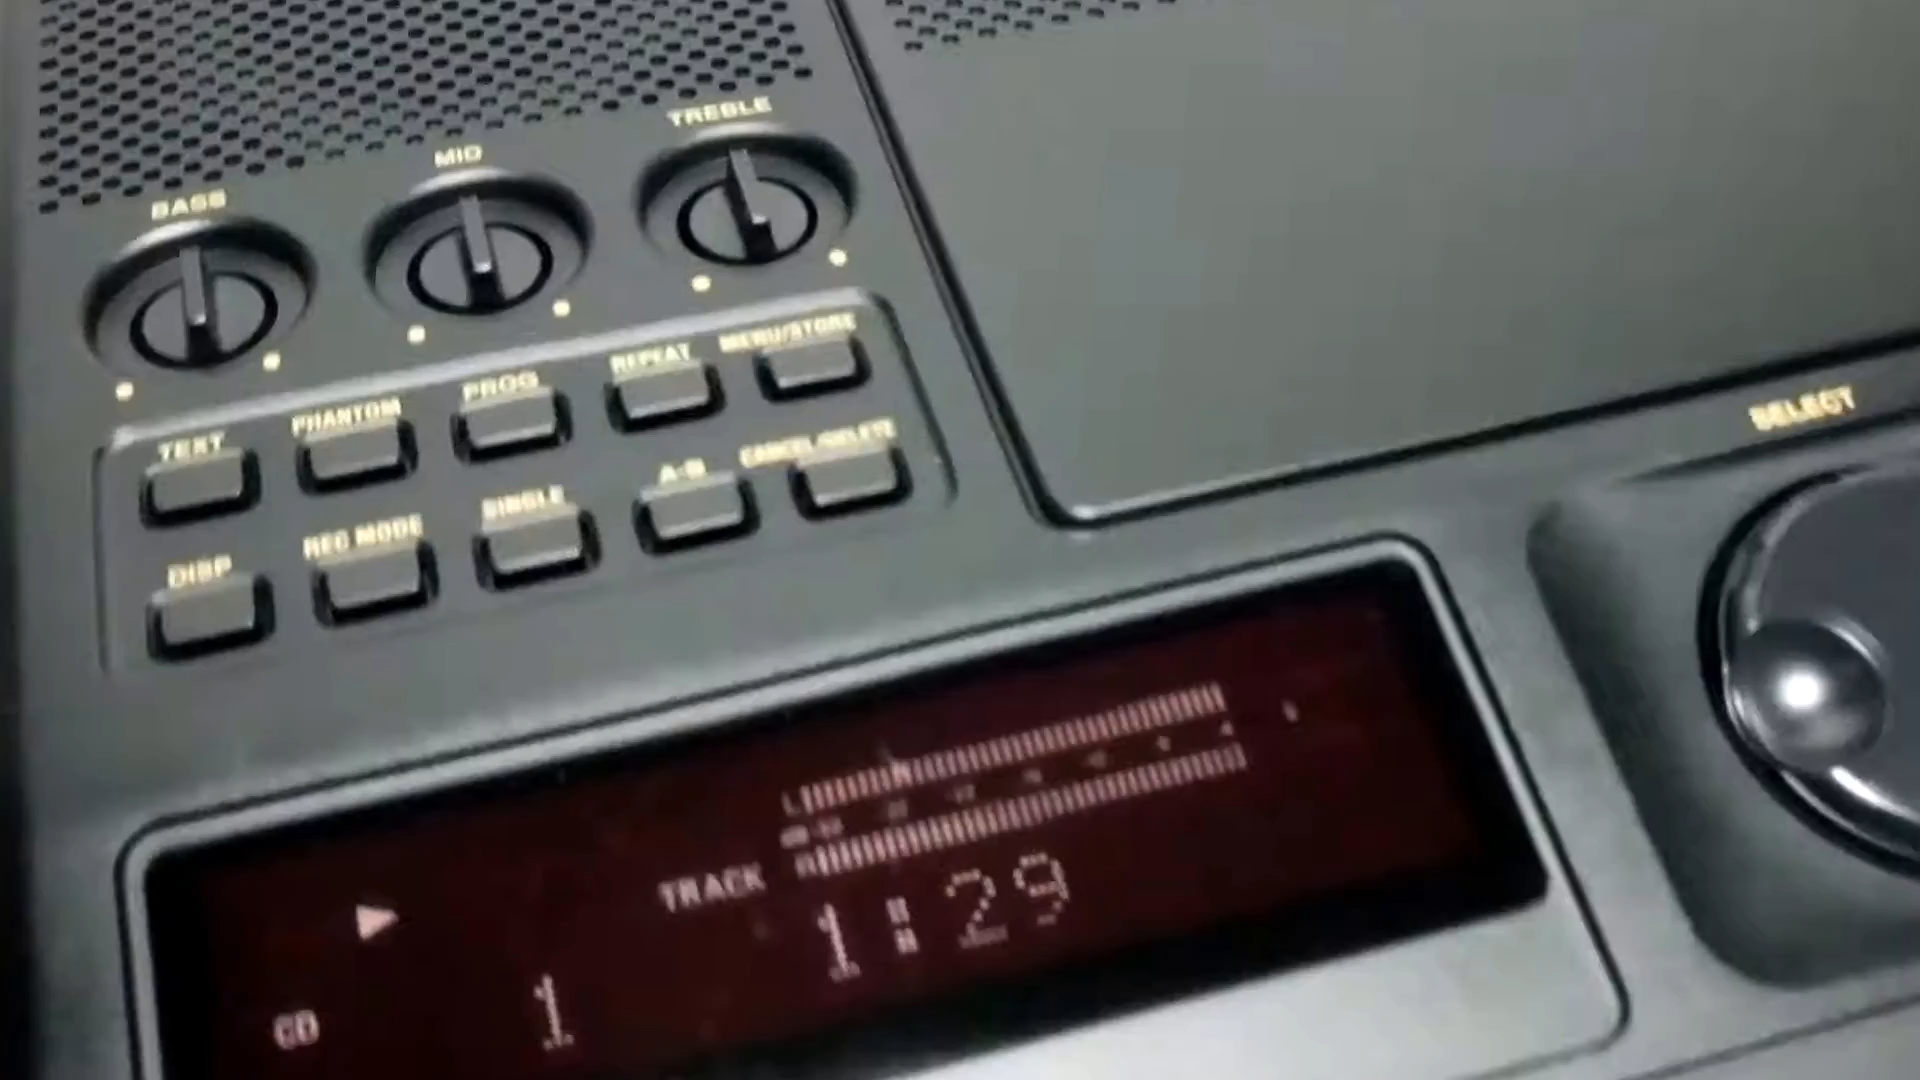 BASS MID TREBLE
TEXT PHANTOM PROG REPEAT MENU/STORE
DISP REC MODE SINGLE A-B CANCEL/DELETE
SELECT
L
R
TRACK
CD 1 1:29